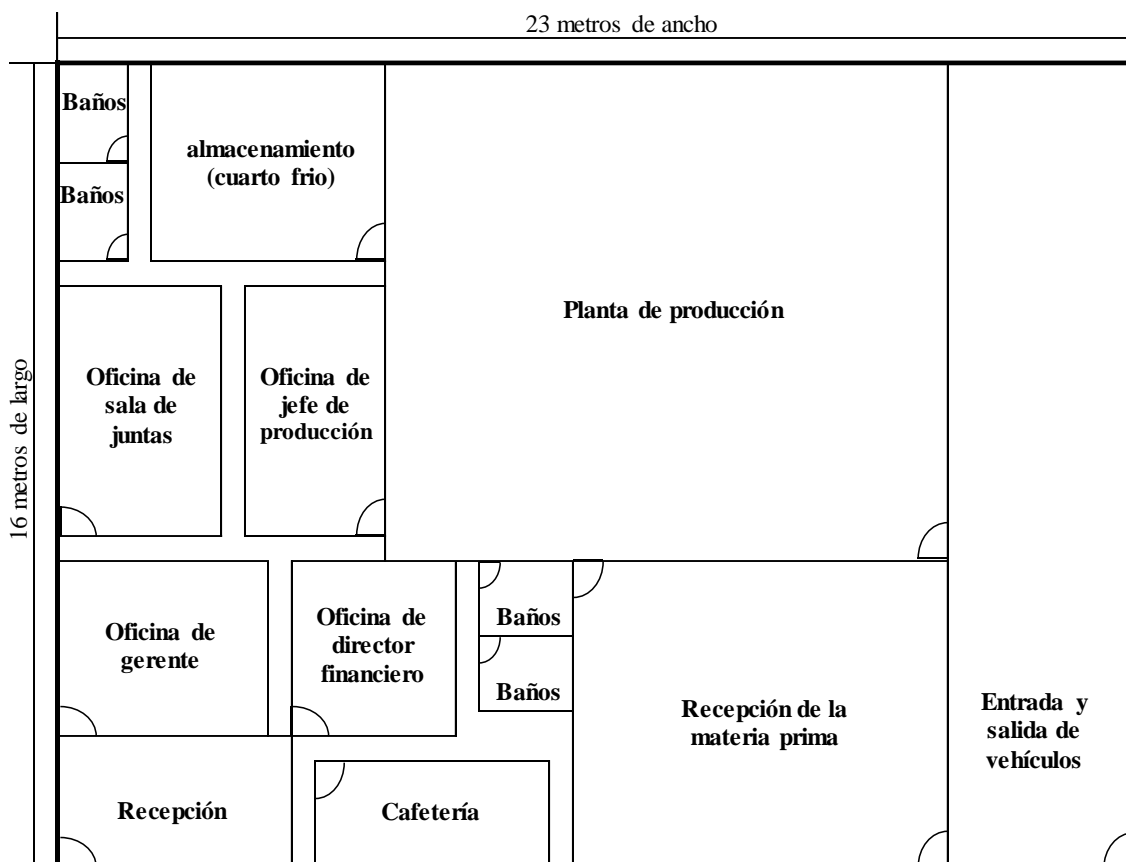 23 metros de ancho
16 metros de largo
Baños
Baños
almacenamiento
(cuarto frio)
Planta de producción
Oficina de
sala de
juntas
Oficina de
jefe de
producción
Oficina de
gerente
Oficina de
director
financiero
Baños
Baños
Recepción de la
materia prima
Entrada y
salida de
vehículos
Recepción
Cafetería